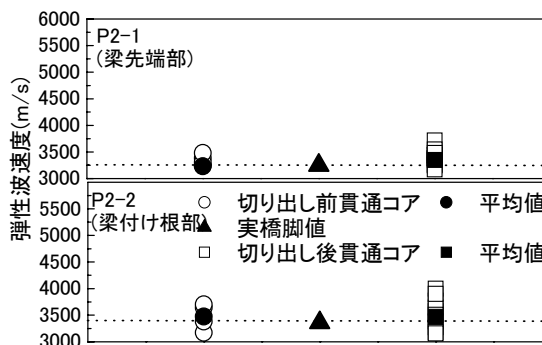 弾性波速度(m/s)
6000
5500
5000
4500
4000
3500
3000
P2-1
(梁先端部)
5500
5000
4500
4000
3500
3000
P2-2
(梁付け根部)
○ 切り出し前貫通コア ● 平均値
▲ 実橋脚値
□ 切り出し後貫通コア ■ 平均値